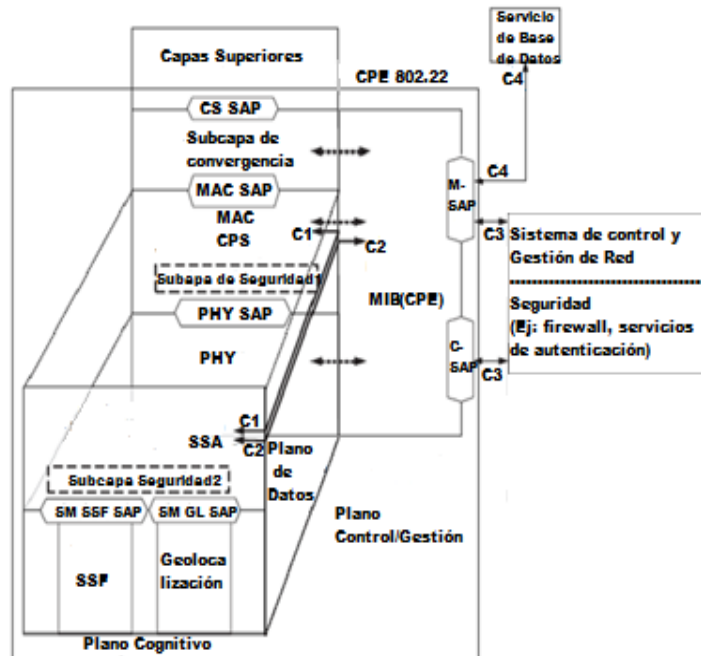 Servicio
de Base
de Datos
C4
Capas Superiores
CPE 802.22
CS SAP
Subcapa de
convergencia
MAC SAP
MAC
CPS
C1
C2
M-
SAP
C4
C3
Sistema de control y
Gestión de Red
Subapa de Seguridad1
MIB(CPE)
Seguridad
(Ej: firewall, servicios
de autenticación)
PHY SAP
PHY
C-
SAP
C3
C1
SSA
C2
Plano
de
Datos
Subcapa Seguridad2
SM SSF SAP
SM GL SAP
Plano
Control/Gestión
SSF
Geoloca
lización
Plano Cognitivo